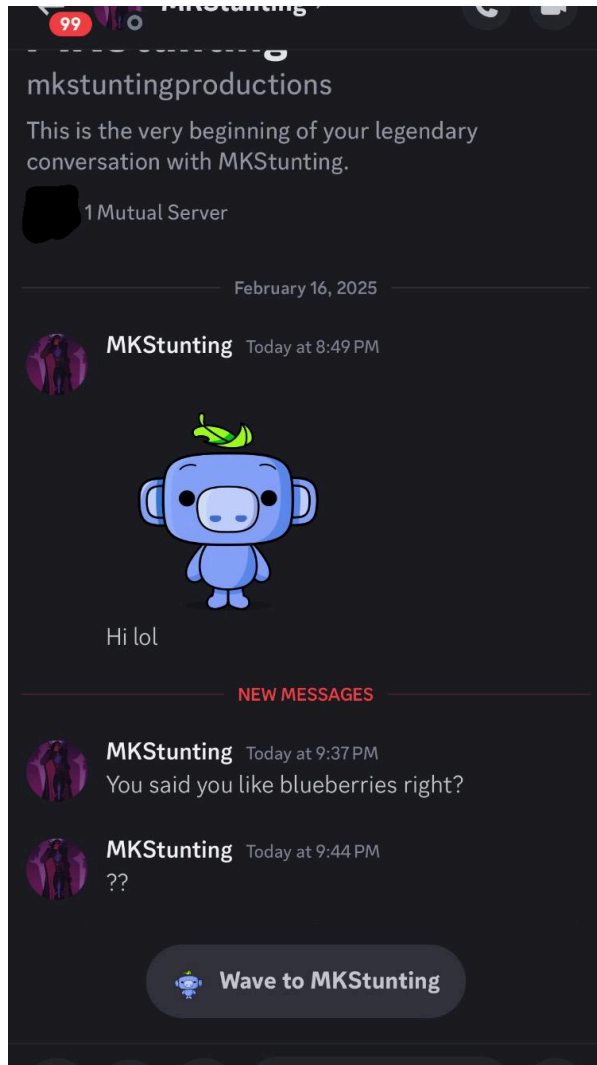 99
MKStunting
MKStunting
mkstuntingproductions
This is the very beginning of your legendary
conversation with MKStunting.
1 Mutual Server
February 16, 2025
MKStunting Today at 8:49 PM
Hi lol
NEW MESSAGES
MKStunting Today at 9:37 PM
You said you like blueberries right?
MKStunting Today at 9:44 PM
??
Wave to MKStunting